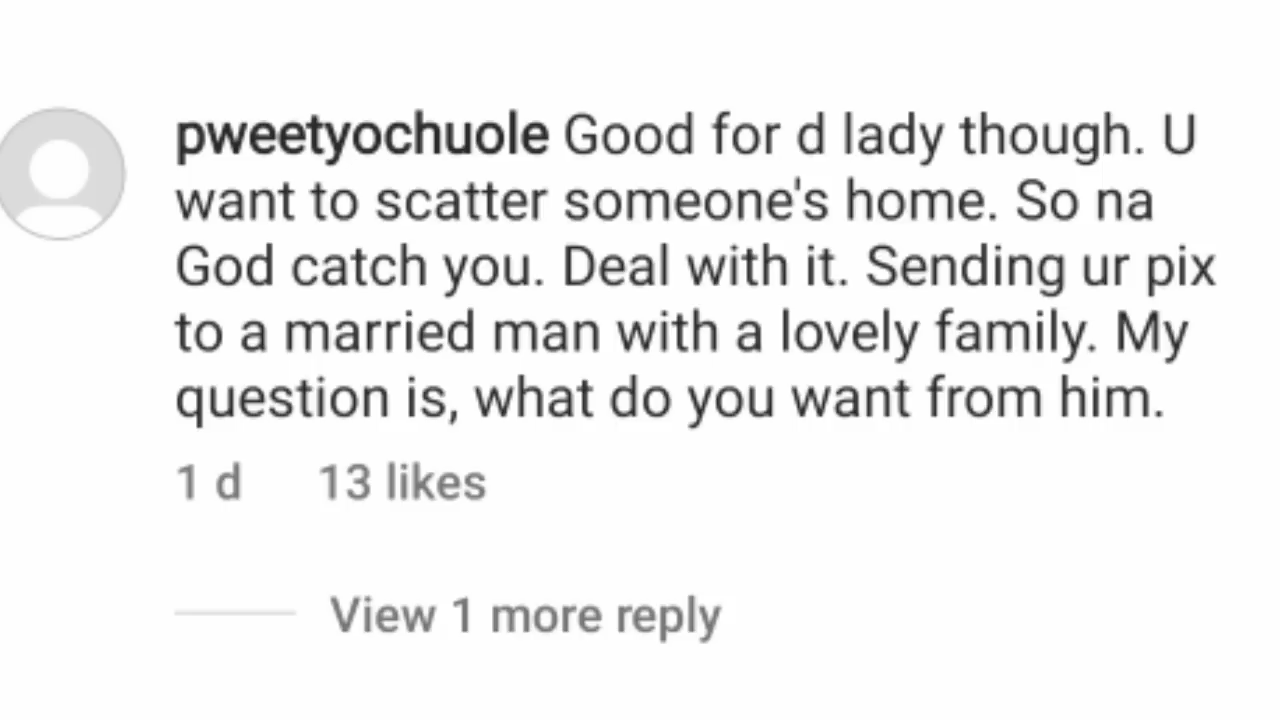 pweetyochuole Good for d lady though. U
want to scatter someone's home. So na
God catch you. Deal with it. Sending ur pix
to a married man with a lovely family. My
question is, what do you want from him.
1 d 13 likes
View 1 more reply